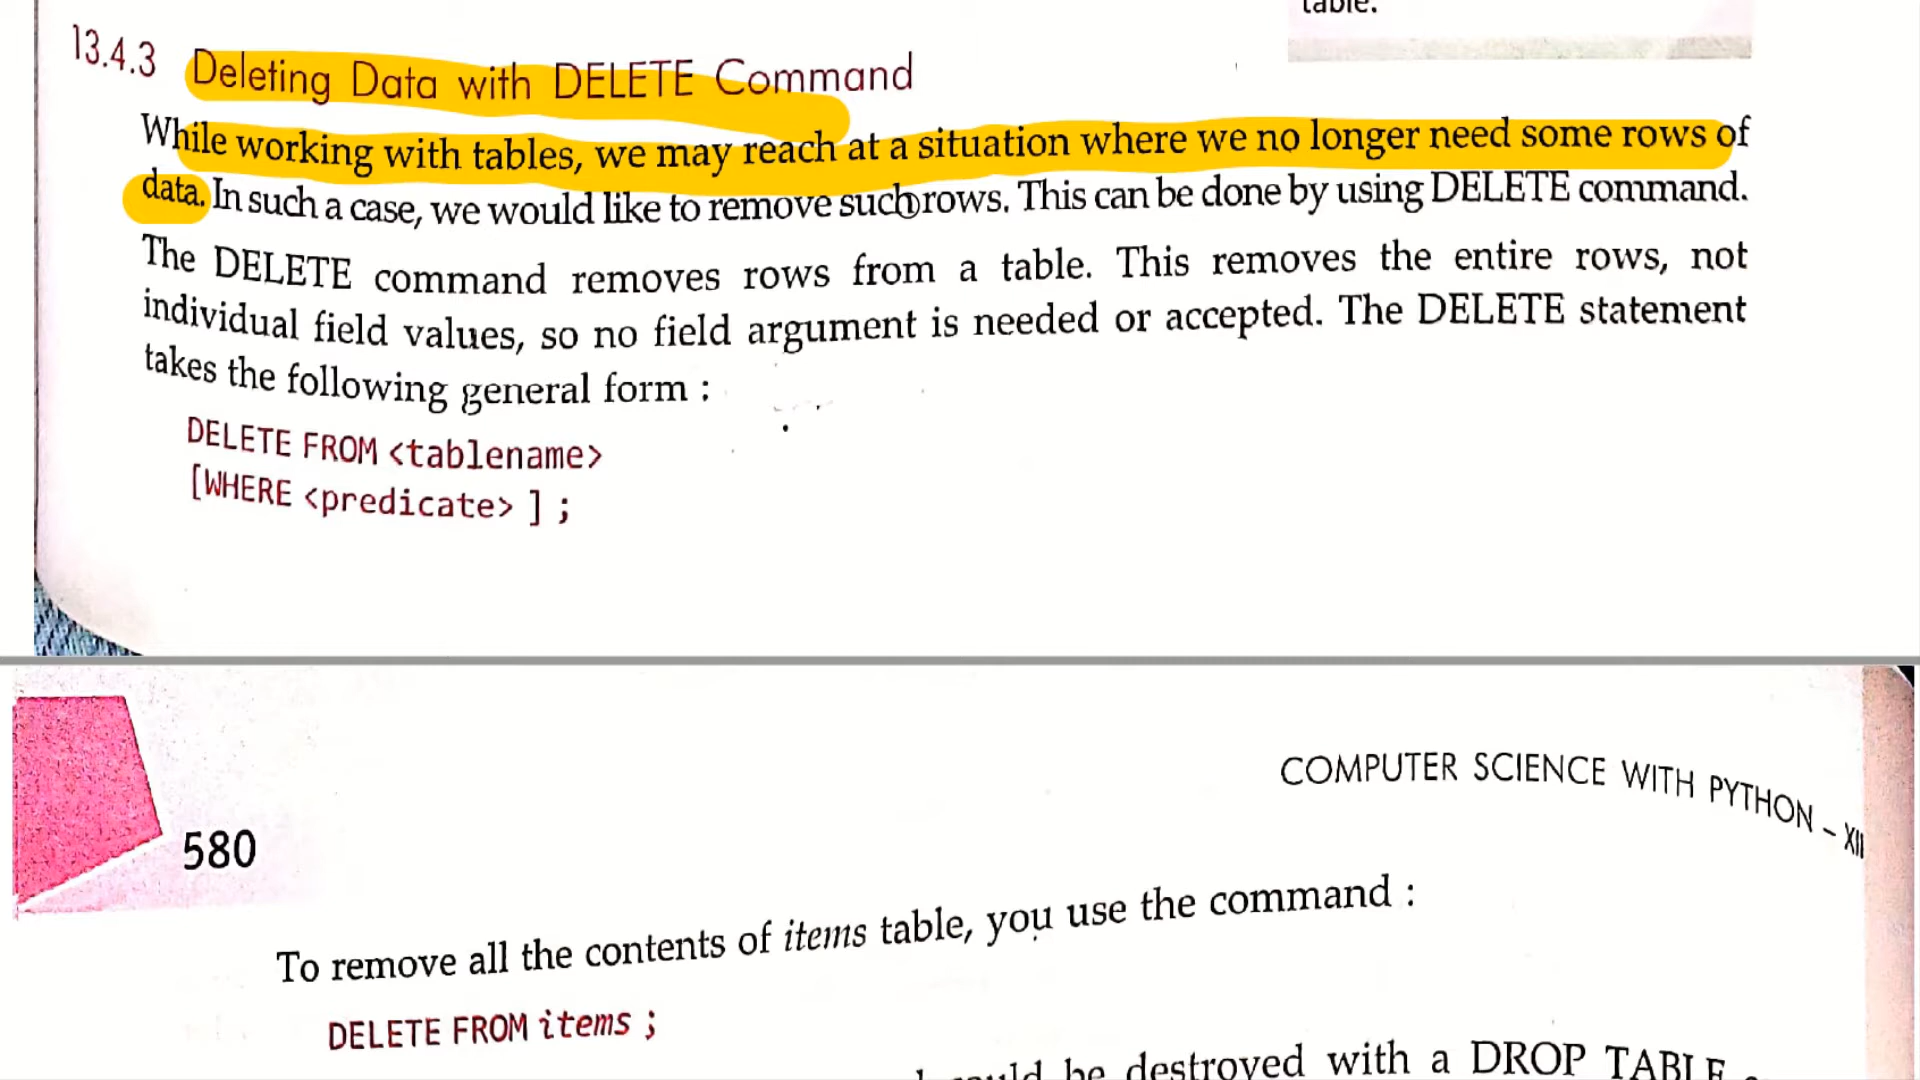 table.
13.4.3 Deleting Data with DELETE Command
While working with tables, we may reach at a situation where we no longer need some rows of
data. In such a case, we would like to remove such rows. This can be done by using DELETE command.
The DELETE command removes rows from a table. This removes the entire rows, not
individual field values, so no field argument is needed or accepted. The DELETE statement
takes the following general form :
DELETE FROM <tablename>
[WHERE <predicate> ] ;
COMPUTER SCIENCE WITH PYTHON – XII
580
To remove all the contents of items table, you use the command :
DELETE FROM items ;
could be destroyed with a DROP TABLE